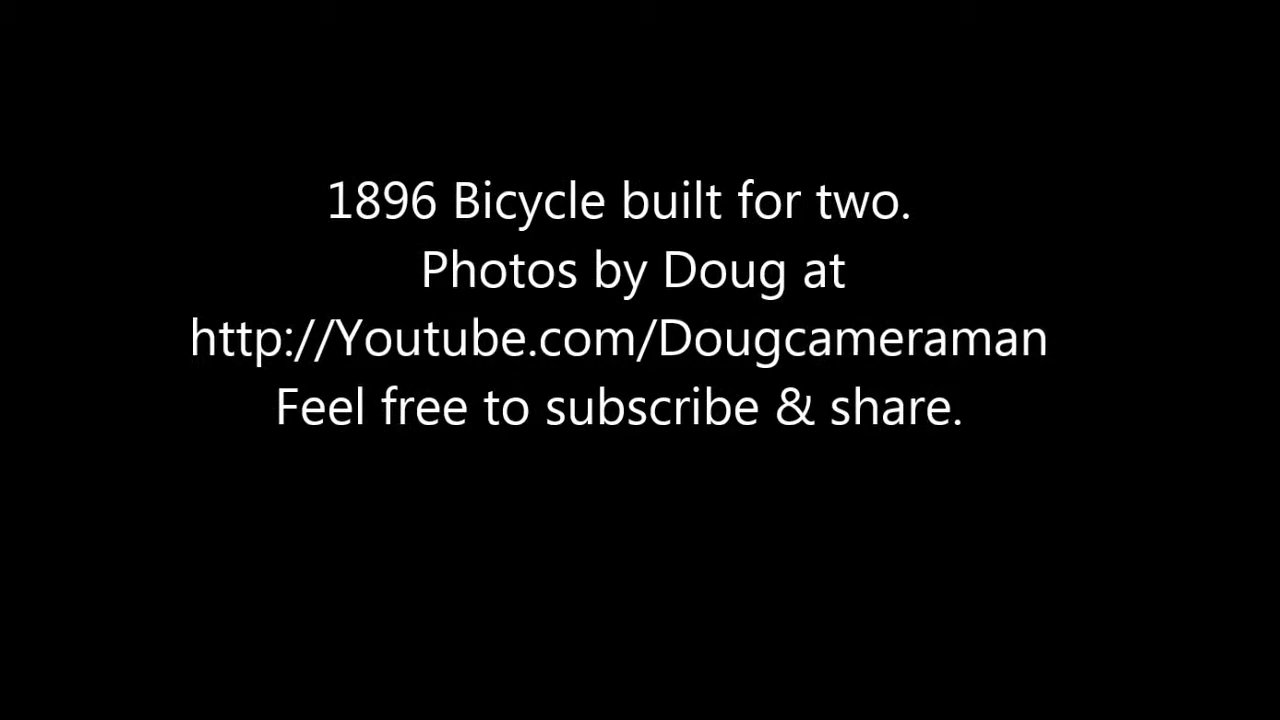 1896 Bicycle built for two.
Photos by Doug at
http://Youtube.com/Dougcameraman
Feel free to subscribe & share.